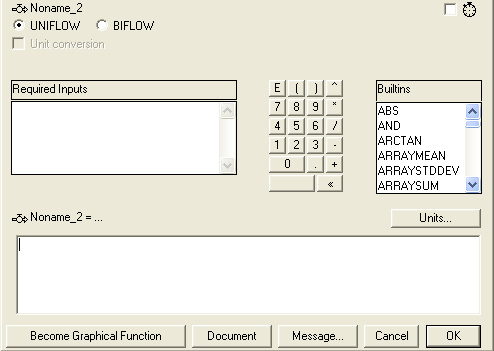 Noname_2
UNIFLOW BIFLOW
Unit conversion
Required Inputs
E ( ) ^
7 8 9 *
4 5 6 /
1 2 3 -
0 . +
«
Builtins
ABS
AND
ARCTAN
ARRAYMEAN
ARRAYSTDDEV
ARRAYSUM
Noname_2 = ...
Units...
Become Graphical Function Document Message... Cancel OK